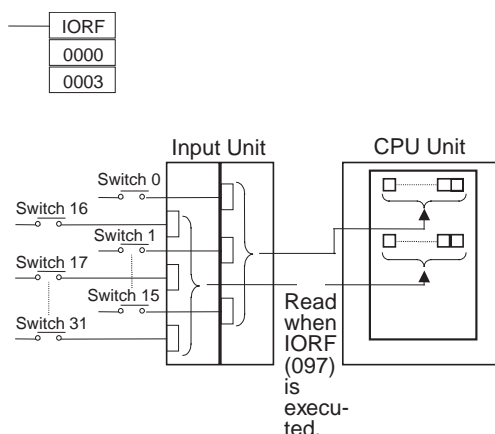 IORF
0000
0003
Input Unit
CPU Unit
Switch 0
Switch 16
Switch 1
Switch 17
Switch 15
Switch 31
Read
when
IORF
(097)
is
execu-
ted.